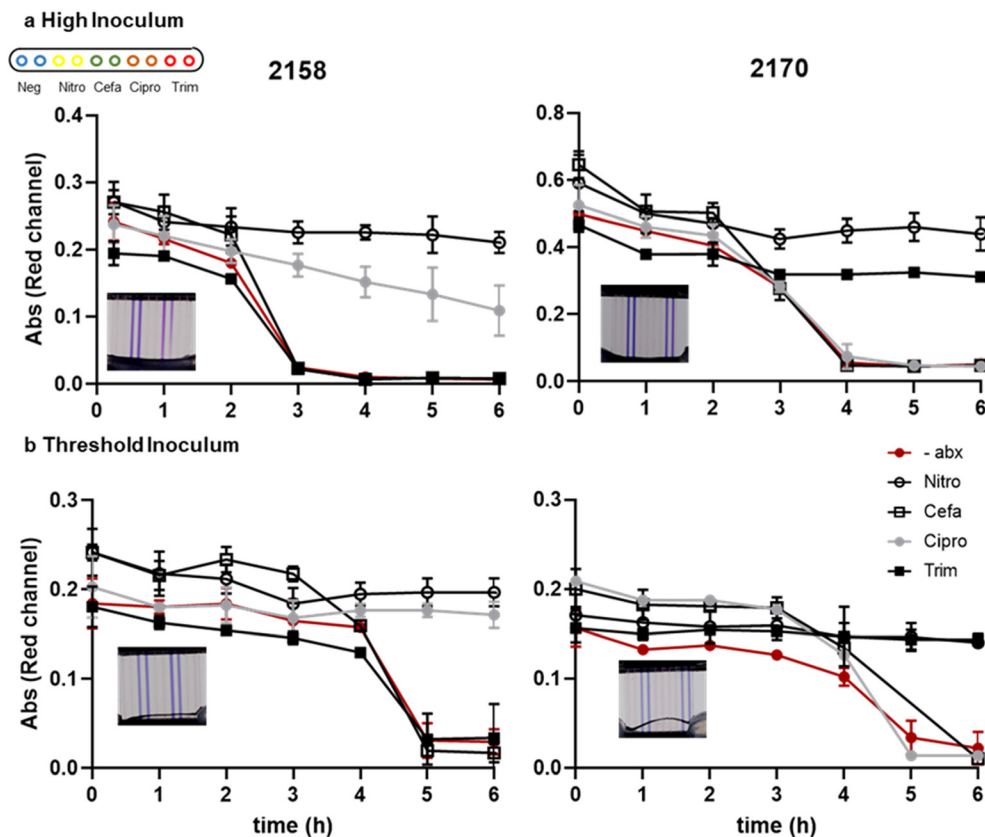 a High Inoculum
Neg Nitro Cefa Cipro Trim
2158
2170
Abs (Red channel)
0.4
0.3
0.2
0.1
0.0
0 1 2 3 4 5 6
0.8
0.6
0.4
0.2
0.0
0 1 2 3 4 5 6
b Threshold Inoculum
Abs (Red channel)
0.3
0.2
0.1
0.0
0 1 2 3 4 5 6
time (h)
0.3
0.2
0.1
0.0
0 1 2 3 4 5 6
time (h)
- abx
Nitro
Cefa
Cipro
Trim